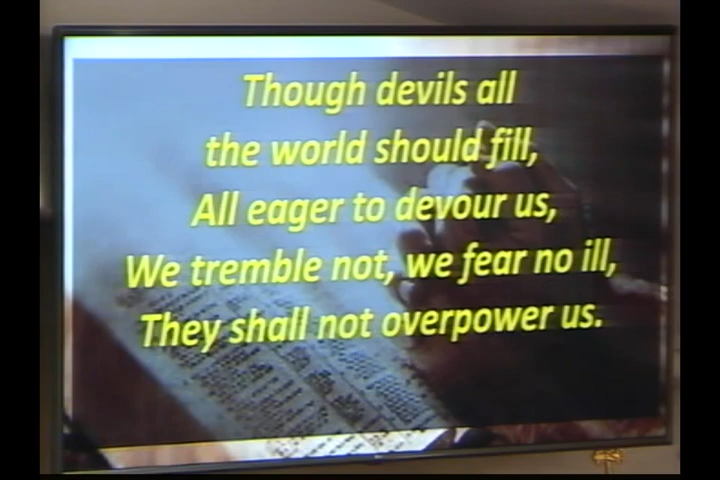 Though devils all
the world should fill,
All eager to devour us,
We tremble not, we fear no ill,
They shall not overpower us.